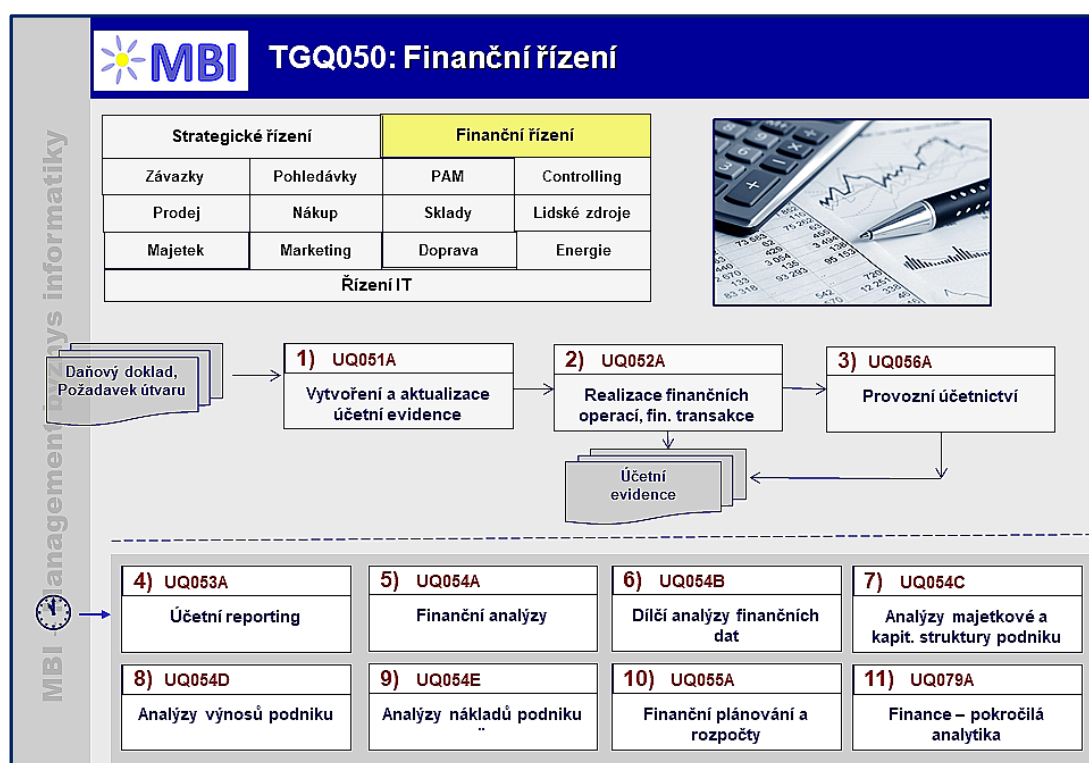 MBI
TGQ050: Finanční řízení
Strategické řízení
Finanční řízení
Závazky
Pohledávky
PAM
Controlling
Prodej
Nákup
Sklady
Lidské zdroje
Majetek
Marketing
Doprava
Energie
Řízení IT
Daňový doklad,
Požadavek útvaru
1) UQ051A
Vytvoření a aktualizace
účetní evidence
2) UQ052A
Realizace finančních
operací, fin. transakce
3) UQ056A
Provozní účetnictví
Účetní
evidence
4) UQ053A
Účetní reporting
5) UQ054A
Finanční analýzy
6) UQ054B
Dílčí analýzy finančních
dat
7) UQ054C
Analýzy majetkové a
kapit. struktury podniku
8) UQ054D
Analýzy výnosů podniku
9) UQ054E
Analýzy nákladů podniku
10) UQ055A
Finanční plánování a
rozpočty
11) UQ079A
Finance – pokročilá
analytika
MBI informatiky